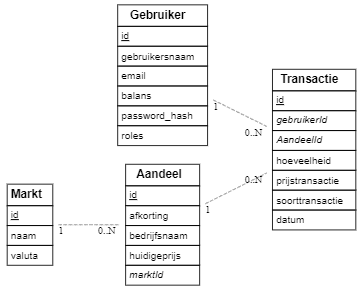 Gebruiker
id
gebruikersnaam
email
balans
password_hash
roles
Transactie
id
gebruikerId
AandeelId
hoeveelheid
prijstransactie
soorttransactie
datum
1
0..N
Aandeel
id
afkorting
bedrijfsnaam
huidigeprijs
marktId
1
0..N
Markt
id
naam
valuta
1
0..N